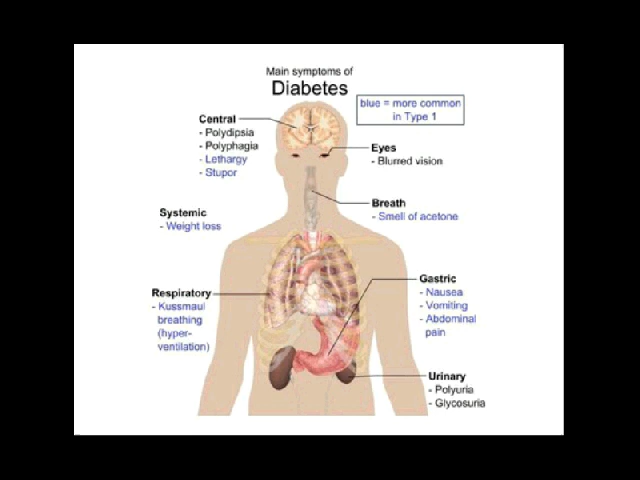 Main symptoms of
Diabetes
blue = more common
in Type 1
Central
- Polydipsia
- Polyphagia
- Lethargy
- Stupor
Eyes
- Blurred vision
Breath
- Smell of acetone
Systemic
- Weight loss
Respiratory
- Kussmaul
breathing
(hyper-
ventilation)
Gastric
- Nausea
- Vomiting
- Abdominal
pain
Urinary
- Polyuria
- Glycosuria